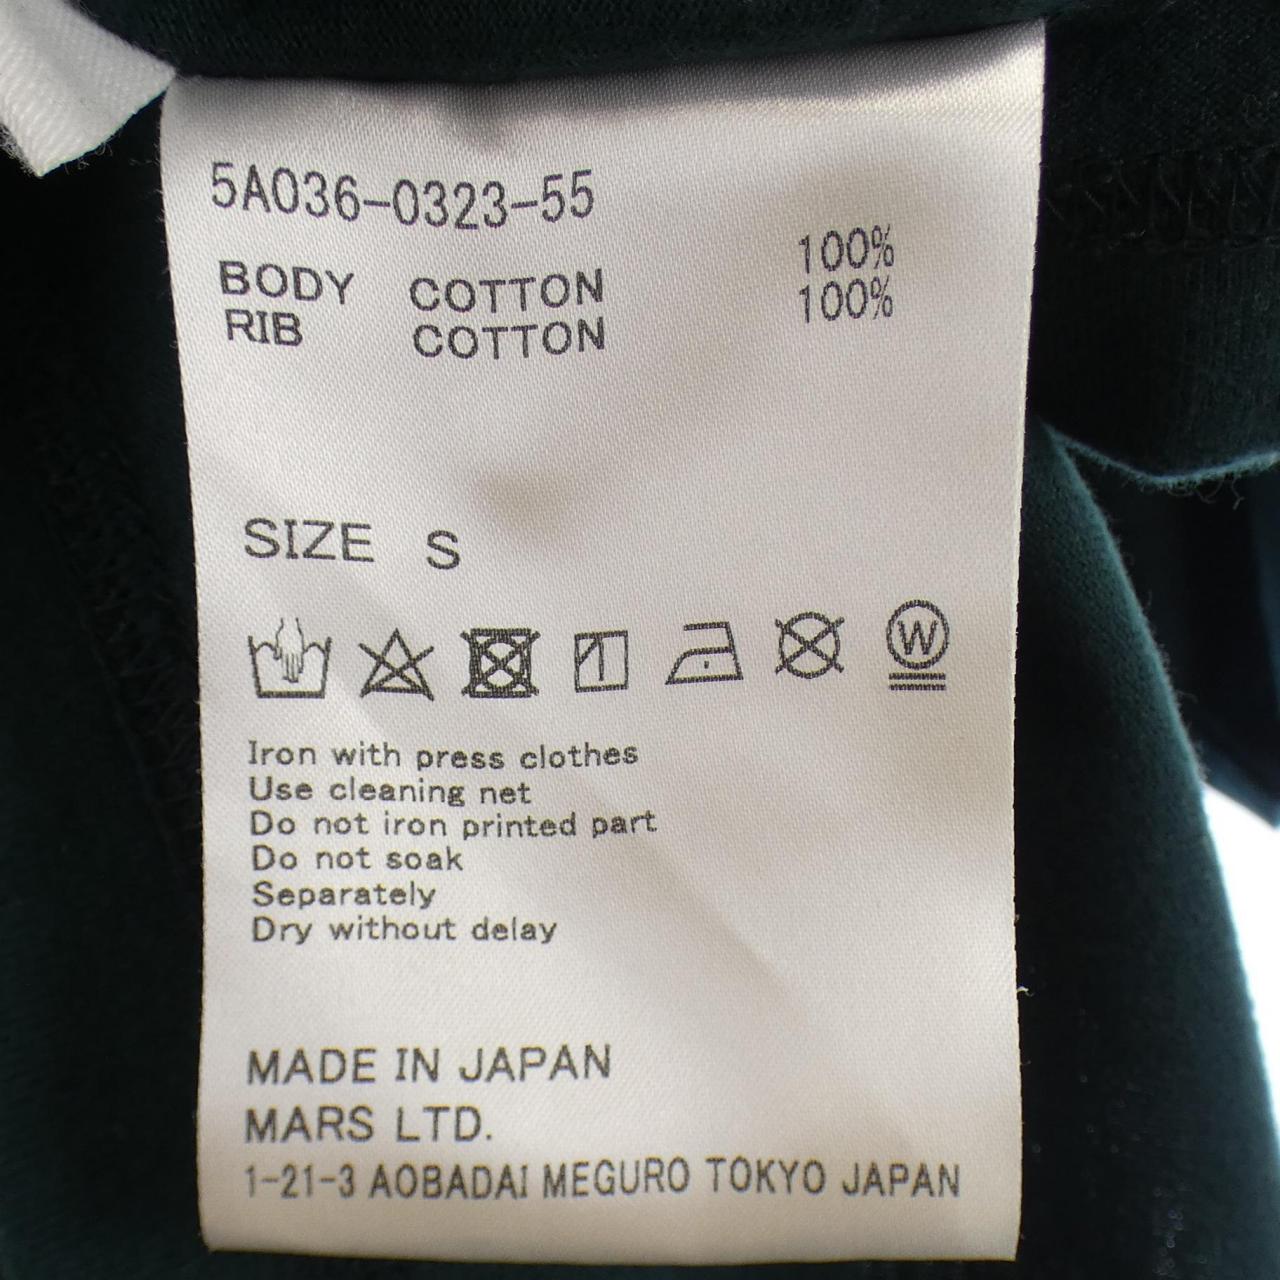 5A036-0323-55
BODY COTTON 100%
RIB COTTON 100%
SIZE S
W
Iron with press clothes
Use cleaning net
Do not iron printed part
Do not soak
Separately
Dry without delay
MADE IN JAPAN
MARS LTD.
1-21-3 AOBADAI MEGURO TOKYO JAPAN